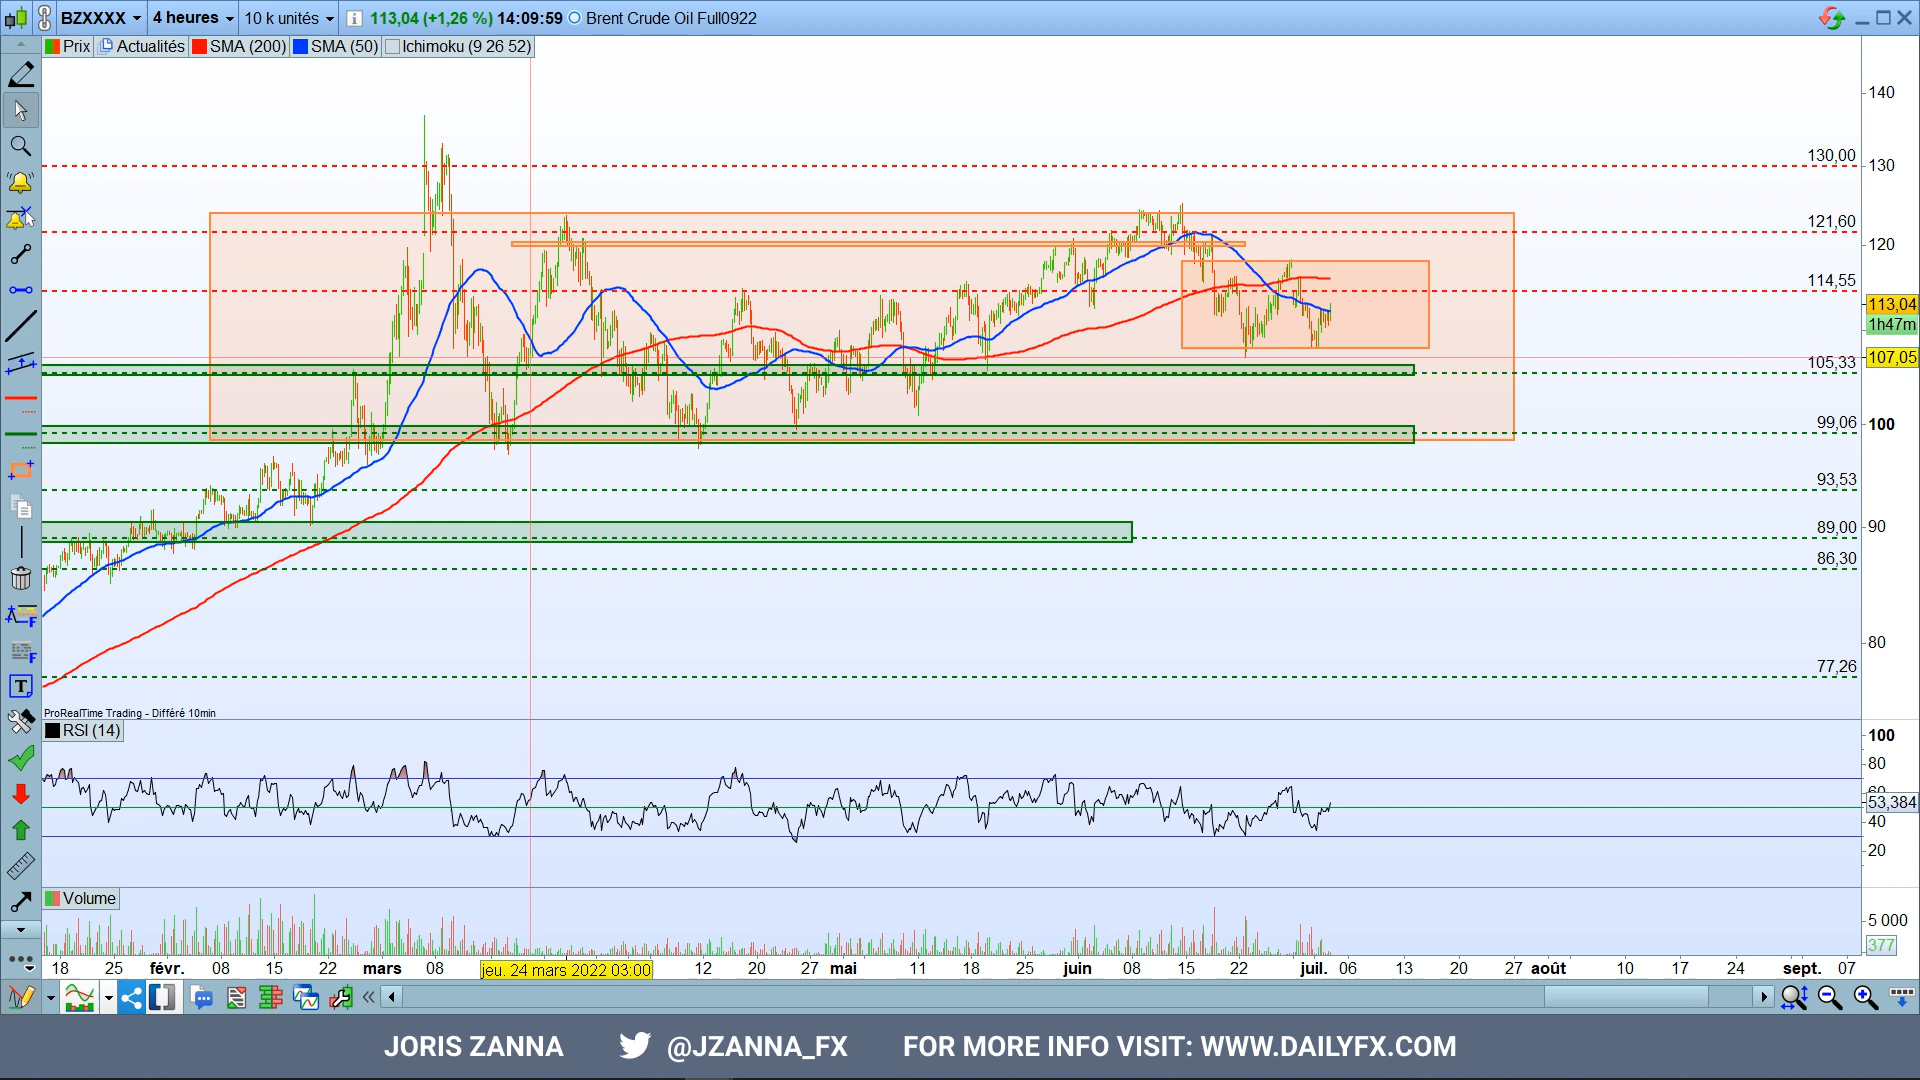 BZXXXX 4 heures 10 k unités 113,04 (+1,26 %) 14:09:59 Brent Crude Oil Full0922
Prix Actualités SMA (200) SMA (50) Ichimoku (9 26 52)
140
130,00 130
121,60
120
114,55
113,04
1h47m
107,05
105,33
99,06 100
93,53
89,00 90
86,30
80
77,26
ProRealTime Trading - Différé 10min
RSI (14)
100
80
60
53,384
40
20
Volume
5 000
377
18 25 févr. 08 15 22 mars 08 jeu. 24 mars 2022 03:00 12 20 27 mai 11 18 25 juin 08 15 22 juil. 06 13 20 27 août 10 17 24 sept. 07
JORIS ZANNA @JZANNA_FX FOR MORE INFO VISIT: WWW.DAILYFX.COM